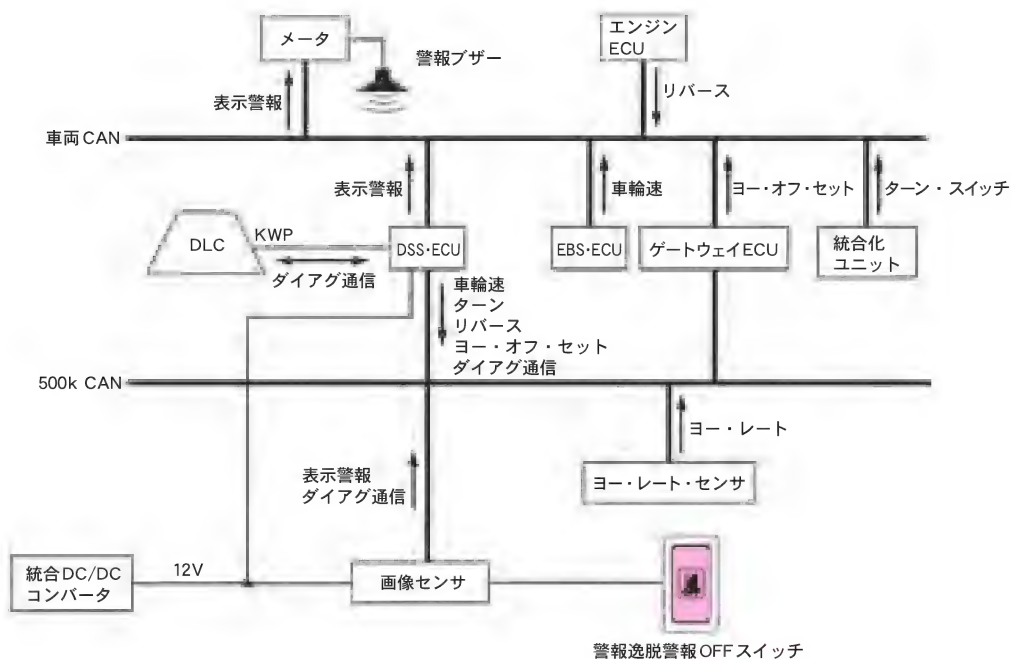 メータ
警報ブザー
エンジン
ECU
表示警報
リバース
車両CAN
表示警報
車輪速
ヨー・オフ・セット
ターン・スイッチ
DLC
KWP
DSS・ECU
EBS・ECU
ゲートウェイECU
統合化
ユニット
ダイアグ通信
車輪速
ターン
リバース
ヨー・オフ・セット
ダイアグ通信
500k CAN
ヨー・レート
表示警報
ダイアグ通信
ヨー・レート・センサ
統合DC/DC
コンバータ
12V
画像センサ
警報逸脱警報OFFスイッチ